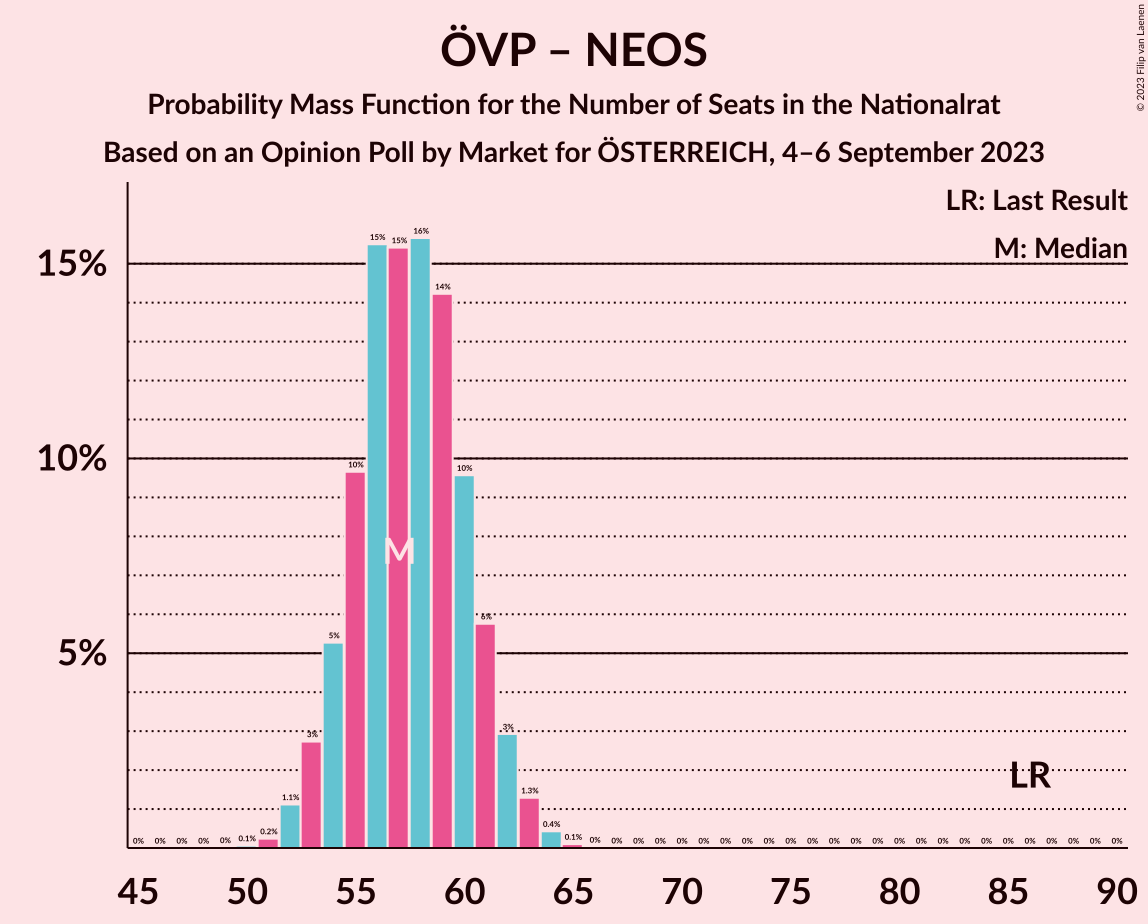 ÖVP – NEOS
Probability Mass Function for the Number of Seats in the Nationalrat
Based on an Opinion Poll by Market for ÖSTERREICH, 4–6 September 2023
© 2023 Filip van Laenen
LR: Last Result
M: Median
15%
10%
5%
0% 0% 0% 0% 0% 0.1% 0.2% 1.1% 3% 5% 10% 15% 15% 16% 14% 10% 6% 3% 1.3% 0.4% 0.1% 0% 0% 0% 0% 0% 0% 0% 0% 0% 0% 0% 0% 0% 0% 0% 0% 0% 0% 0% 0% 0% 0% 0% 0% 0%
M
LR
45 50 55 60 65 70 75 80 85 90